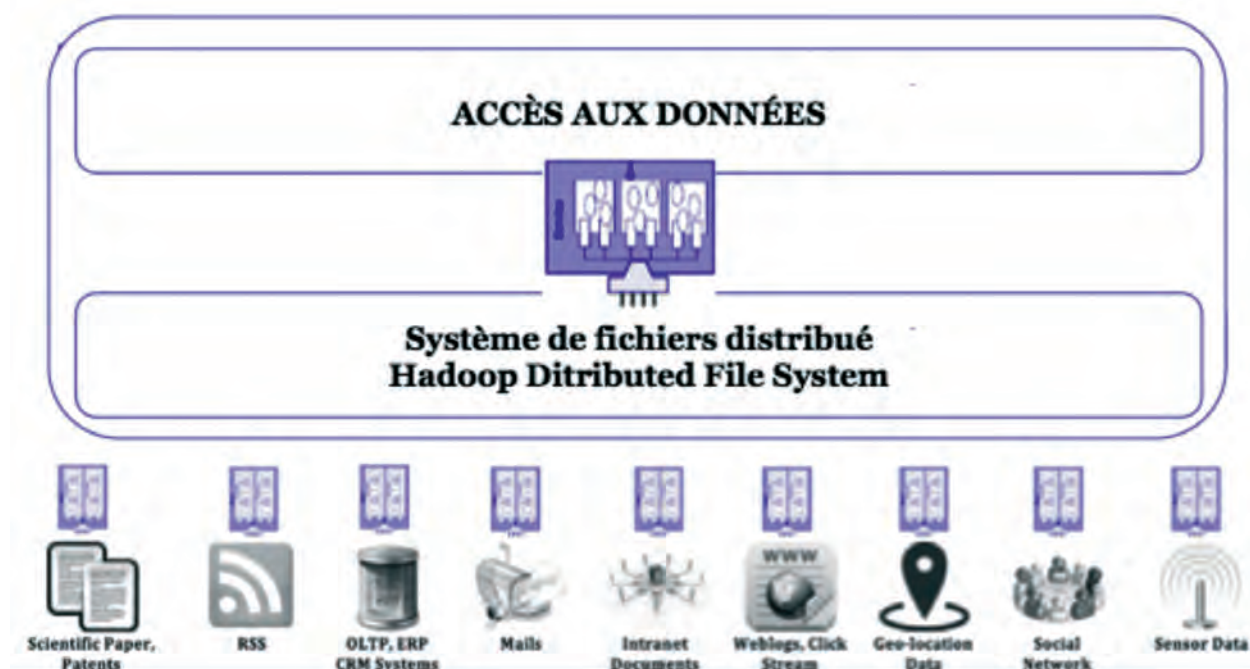 ACCÈS AUX DONNÉES
Système de fichiers distribué
Hadoop Ditributed File System
WWW
Scientific Paper,
Patents
RSS
OLTP, ERP
CRM Systems
Mails
Intranet
Documents
Weblogs, Click
Stream
Geo-location
Data
Social
Network
Sensor Data